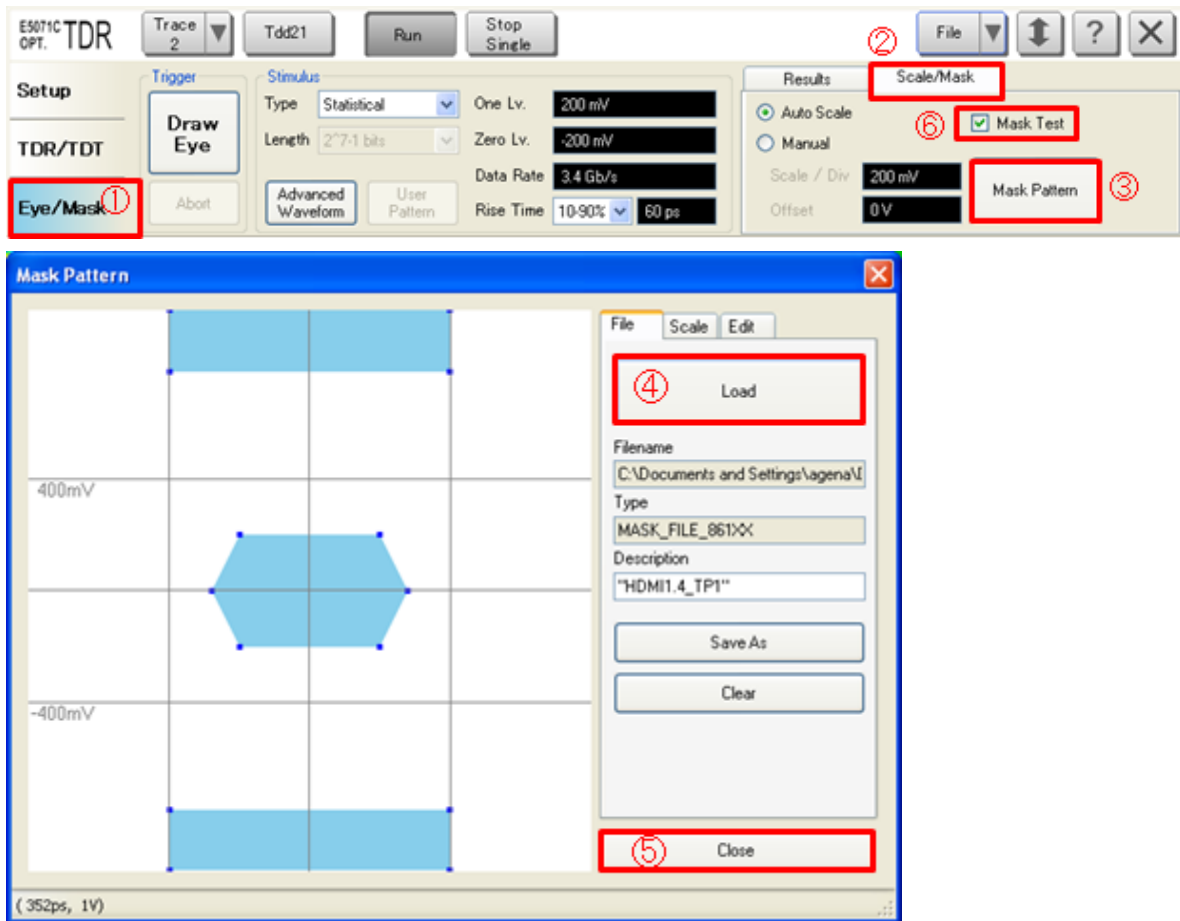 E5071C OPT. TDR
Trace 2
Tdd21
Run
Stop Single
②
File
?
Setup
TDR/TDT
Eye/Mask ①
Trigger
Draw Eye
Abort
Stimulus
Type Statistical One Lv. 200 mV
Length 2^7-1 bits Zero Lv. -200 mV
Data Rate 3.4 Gb/s
Advanced Waveform User Pattern Rise Time 10-90% 60 ps
Results Scale/Mask
Auto Scale ⑥ Mask Test
Manual
Scale / Div 200 mV Mask Pattern ③
Offset 0 V
Mask Pattern
400mV
-400mV
(352ps, 1V)
File Scale Edit
④ Load
Filename
C:\Documents and Settings\agena\D
Type
MASK_FILE_861XX
Description
"HDMI1.4_TP1"
Save As
Clear
⑤ Close